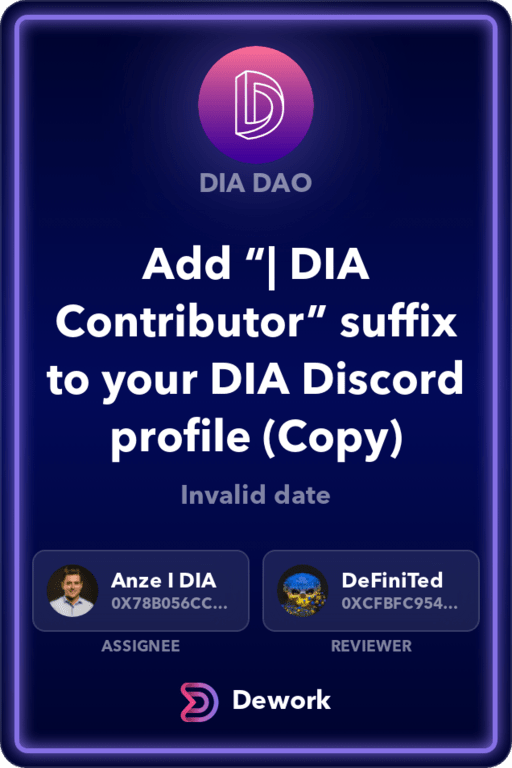 DIA DAO
Add “| DIA
Contributor” suffix
to your DIA Discord
profile (Copy)
Invalid date
Anze I DIA
0X78B056CC...
ASSIGNEE
DeFiniTed
0XCFBFC954...
REVIEWER
Dework